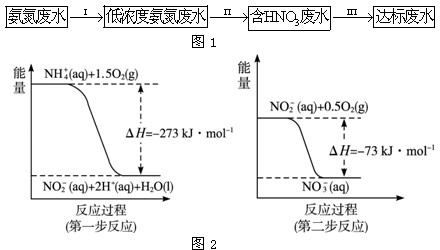 氨氮废水 Ⅰ 低浓度氨氮废水 Ⅱ 含HNO₃废水 Ⅲ 达标废水
图1
能量
NH₄⁺(aq)+1.5O₂(g)
ΔH=−273 kJ·mol⁻¹
NO₂⁻(aq)+2H⁺(aq)+H₂O(l)
反应过程
(第一步反应)
能量
NO₂⁻(aq)+0.5O₂(g)
ΔH=−73 kJ·mol⁻¹
NO₃⁻(aq)
反应过程
(第二步反应)
图2